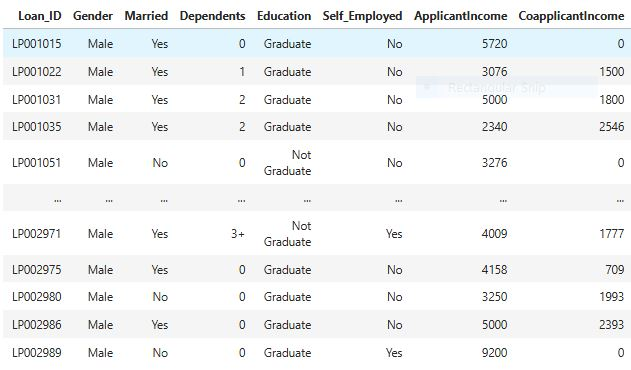 Loan_ID Gender Married Dependents Education Self_Employed ApplicantIncome CoapplicantIncome
LP001015 Male Yes 0 Graduate No 5720 0
LP001022 Male Yes 1 Graduate No 3076 1500
Rectangular Snip
LP001031 Male Yes 2 Graduate No 5000 1800
LP001035 Male Yes 2 Graduate No 2340 2546
LP001051 Male No 0 Not Graduate No 3276 0
... ... ... ... ... ... ... ...
LP002971 Male Yes 3+ Not Graduate Yes 4009 1777
LP002975 Male Yes 0 Graduate No 4158 709
LP002980 Male No 0 Graduate No 3250 1993
LP002986 Male Yes 0 Graduate No 5000 2393
LP002989 Male No 0 Graduate Yes 9200 0